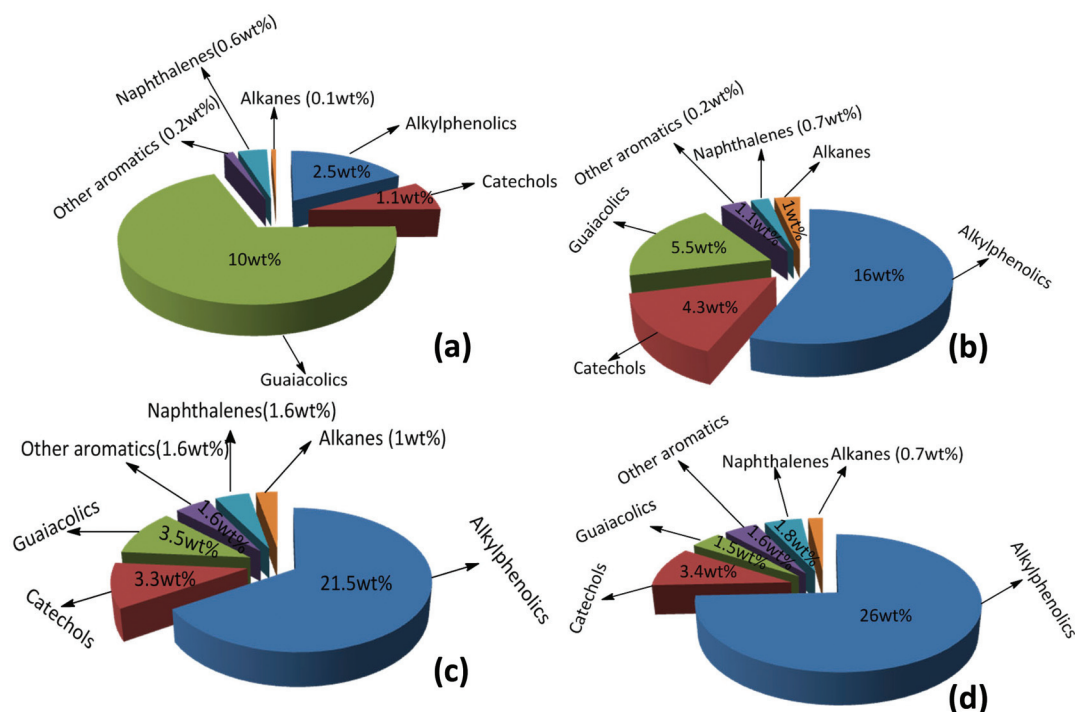 Naphthalenes(0.6wt%)
Alkanes (0.1wt%)
Other aromatics (0.2wt%)
Alkylphenolics
2.5wt%
Catechols
1.1wt%
10wt%
Guaiacolics
(a)
Other aromatics (0.2wt%)
Naphthalenes (0.7wt%)
Alkanes
Guaiacolics
1.1wt%
1wt%
Alkylphenolics
5.5wt%
16wt%
4.3wt%
Catechols
(b)
Naphthalenes(1.6wt%)
Other aromatics(1.6wt%)
Alkanes (1wt%)
Guaiacolics
1.6wt%
3.5wt%
Alkylphenolics
3.3wt%
21.5wt%
Catechols
(c)
Other aromatics
Naphthalenes
Alkanes (0.7wt%)
Guaiacolics
1.8wt%
1.6wt%
1.5wt%
Alkylphenolics
3.4wt%
Catechols
26wt%
(d)